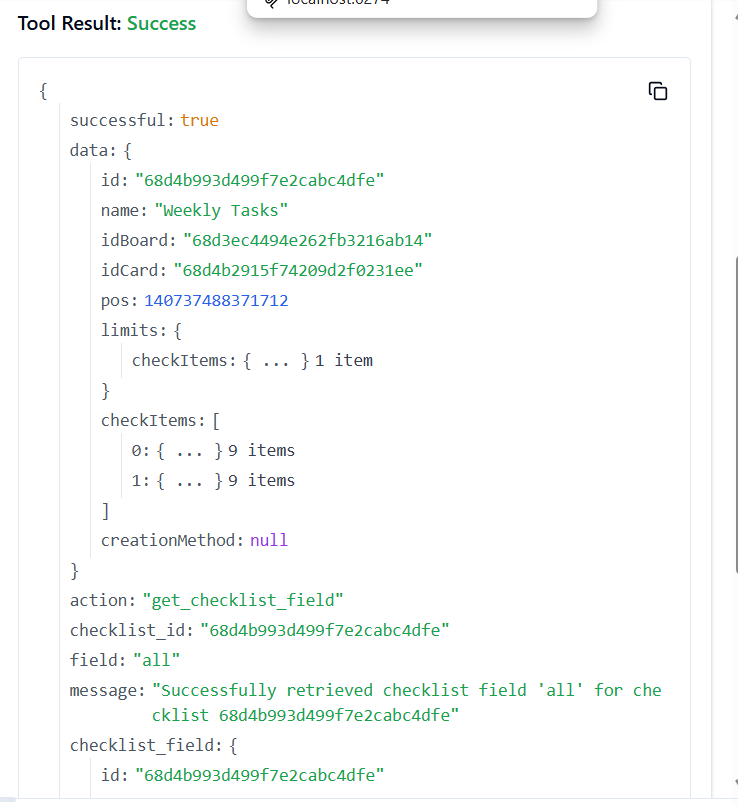 localhost:6274
Tool Result: Success
{
successful: true
data: {
id: "68d4b993d499f7e2cabc4dfe"
name: "Weekly Tasks"
idBoard: "68d3ec4494e262fb3216ab14"
idCard: "68d4b2915f74209d2f0231ee"
pos: 140737488371712
limits: {
checkItems: { ... } 1 item
}
checkItems: [
0: { ... } 9 items
1: { ... } 9 items
]
creationMethod: null
}
action: "get_checklist_field"
checklist_id: "68d4b993d499f7e2cabc4dfe"
field: "all"
message: "Successfully retrieved checklist field 'all' for che
cklist 68d4b993d499f7e2cabc4dfe"
checklist_field: {
id: "68d4b993d499f7e2cabc4dfe"